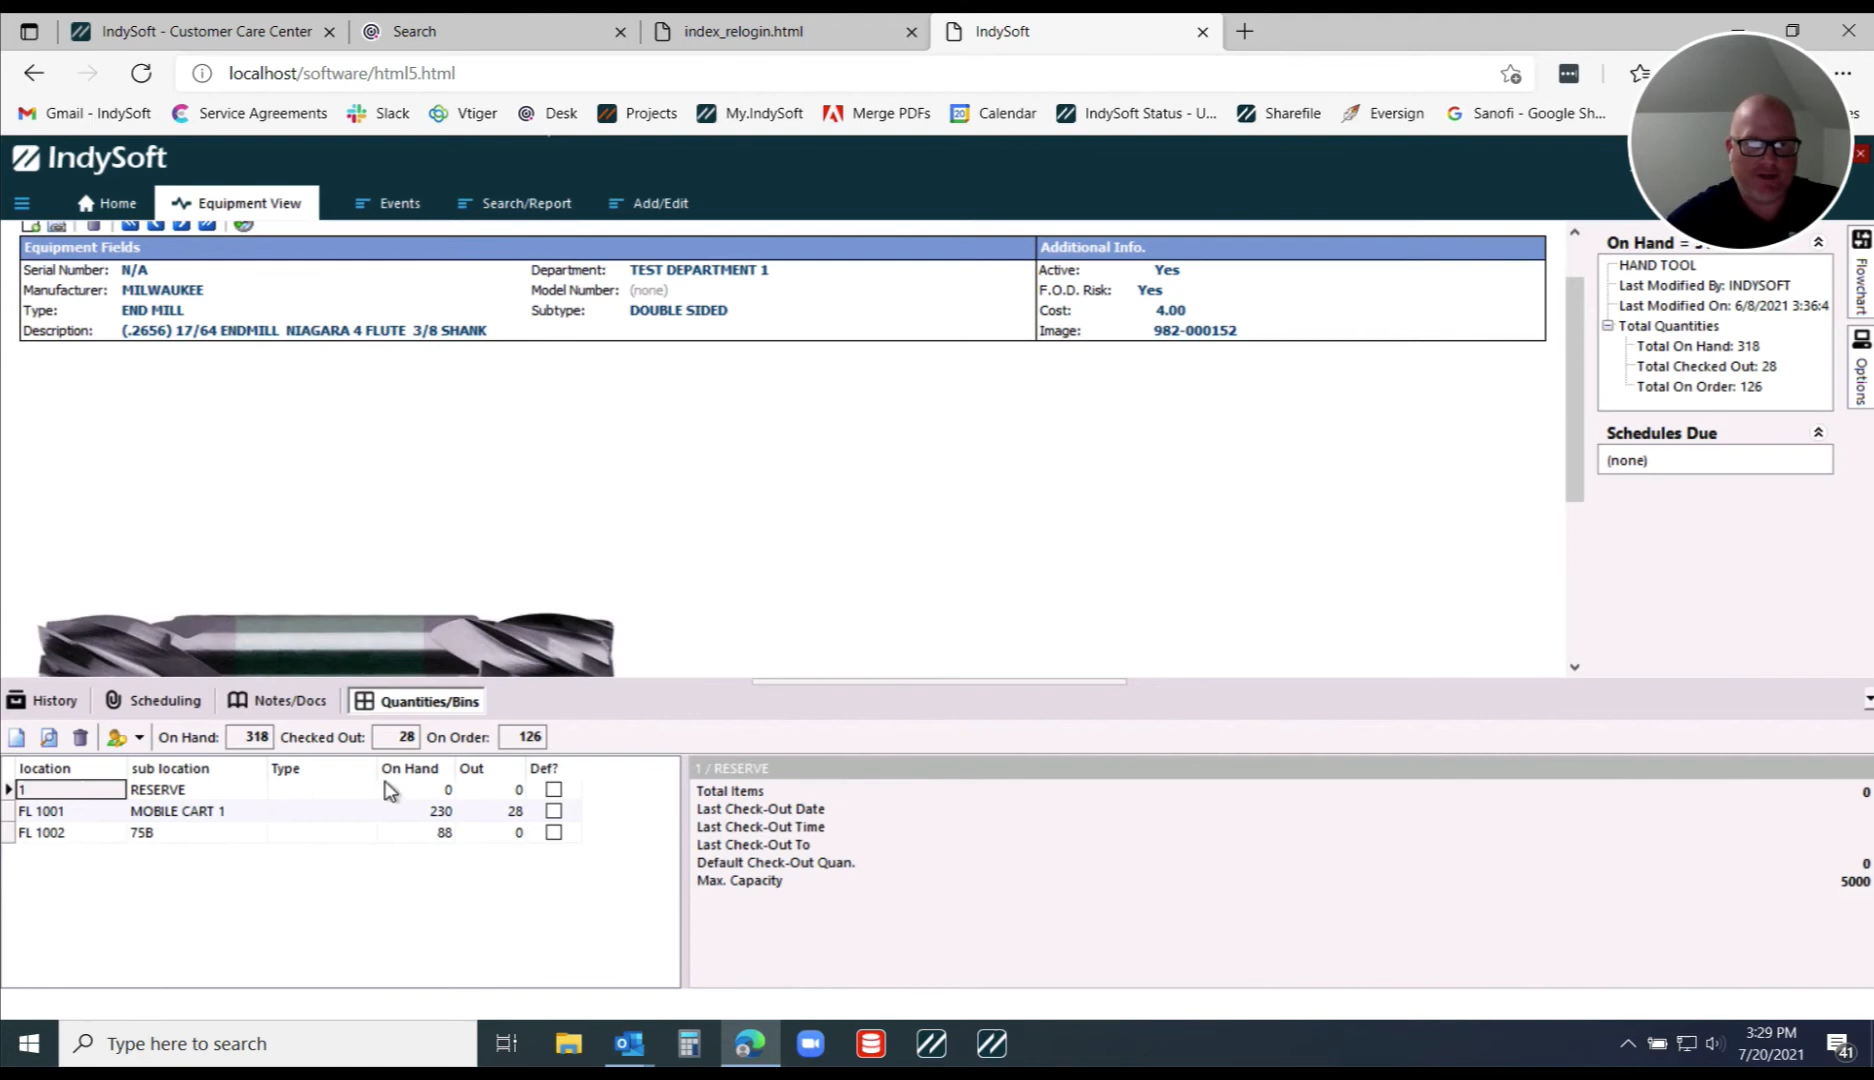 IndySoft - Customer Care Center
Search
index_relogin.html
IndySoft
localhost/software/html5.html
Gmail - IndySoft
Service Agreements
Slack
Vtiger
Desk
Projects
My.IndySoft
Merge PDFs
Calendar
IndySoft Status - U...
Sharefile
Eversign
Sanofi - Google Sh...
IndySoft
Home
Equipment View
Events
Search/Report
Add/Edit
Equipment Fields
Additional Info.
Serial Number: N/A
Department: TEST DEPARTMENT 1
Active: Yes
Manufacturer: MILWAUKEE
Model Number: (none)
F.O.D. Risk: Yes
Type: END MILL
Subtype: DOUBLE SIDED
Cost: 4.00
Description: (.2656) 17/64 ENDMILL NIAGARA 4 FLUTE 3/8 SHANK
Image: 982-000152
On Hand =
HAND TOOL
Last Modified By: INDYSOFT
Last Modified On: 6/8/2021 3:36:4
Total Quantities
Total On Hand: 318
Total Checked Out: 28
Total On Order: 126
Schedules Due
(none)
Flowchart
Options
History
Scheduling
Notes/Docs
Quantities/Bins
On Hand: 318 Checked Out: 28 On Order: 126
location sub location Type On Hand Out Def?
1 RESERVE 0 0
FL 1001 MOBILE CART 1 230 28
FL 1002 75B 88 0
1 / RESERVE
Total Items 0
Last Check-Out Date
Last Check-Out Time
Last Check-Out To
Default Check-Out Quan. 0
Max. Capacity 5000
Type here to search
3:29 PM
7/20/2021
41